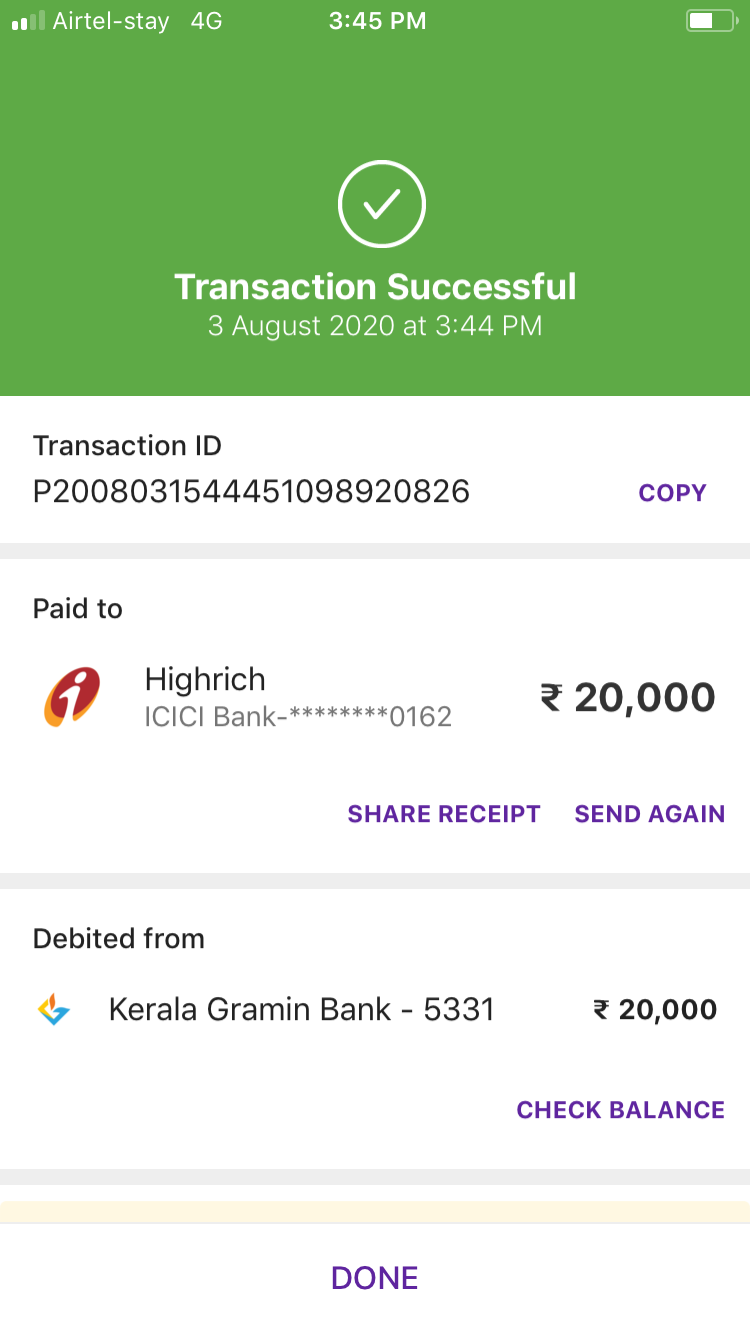 Airtel-stay 4G 3:45 PM
Transaction Successful
3 August 2020 at 3:44 PM
Transaction ID
P2008031544451098920826 COPY
Paid to
Highrich
₹ 20,000
ICICI Bank-********0162
SHARE RECEIPT SEND AGAIN
Debited from
Kerala Gramin Bank - 5331 ₹ 20,000
CHECK BALANCE
DONE